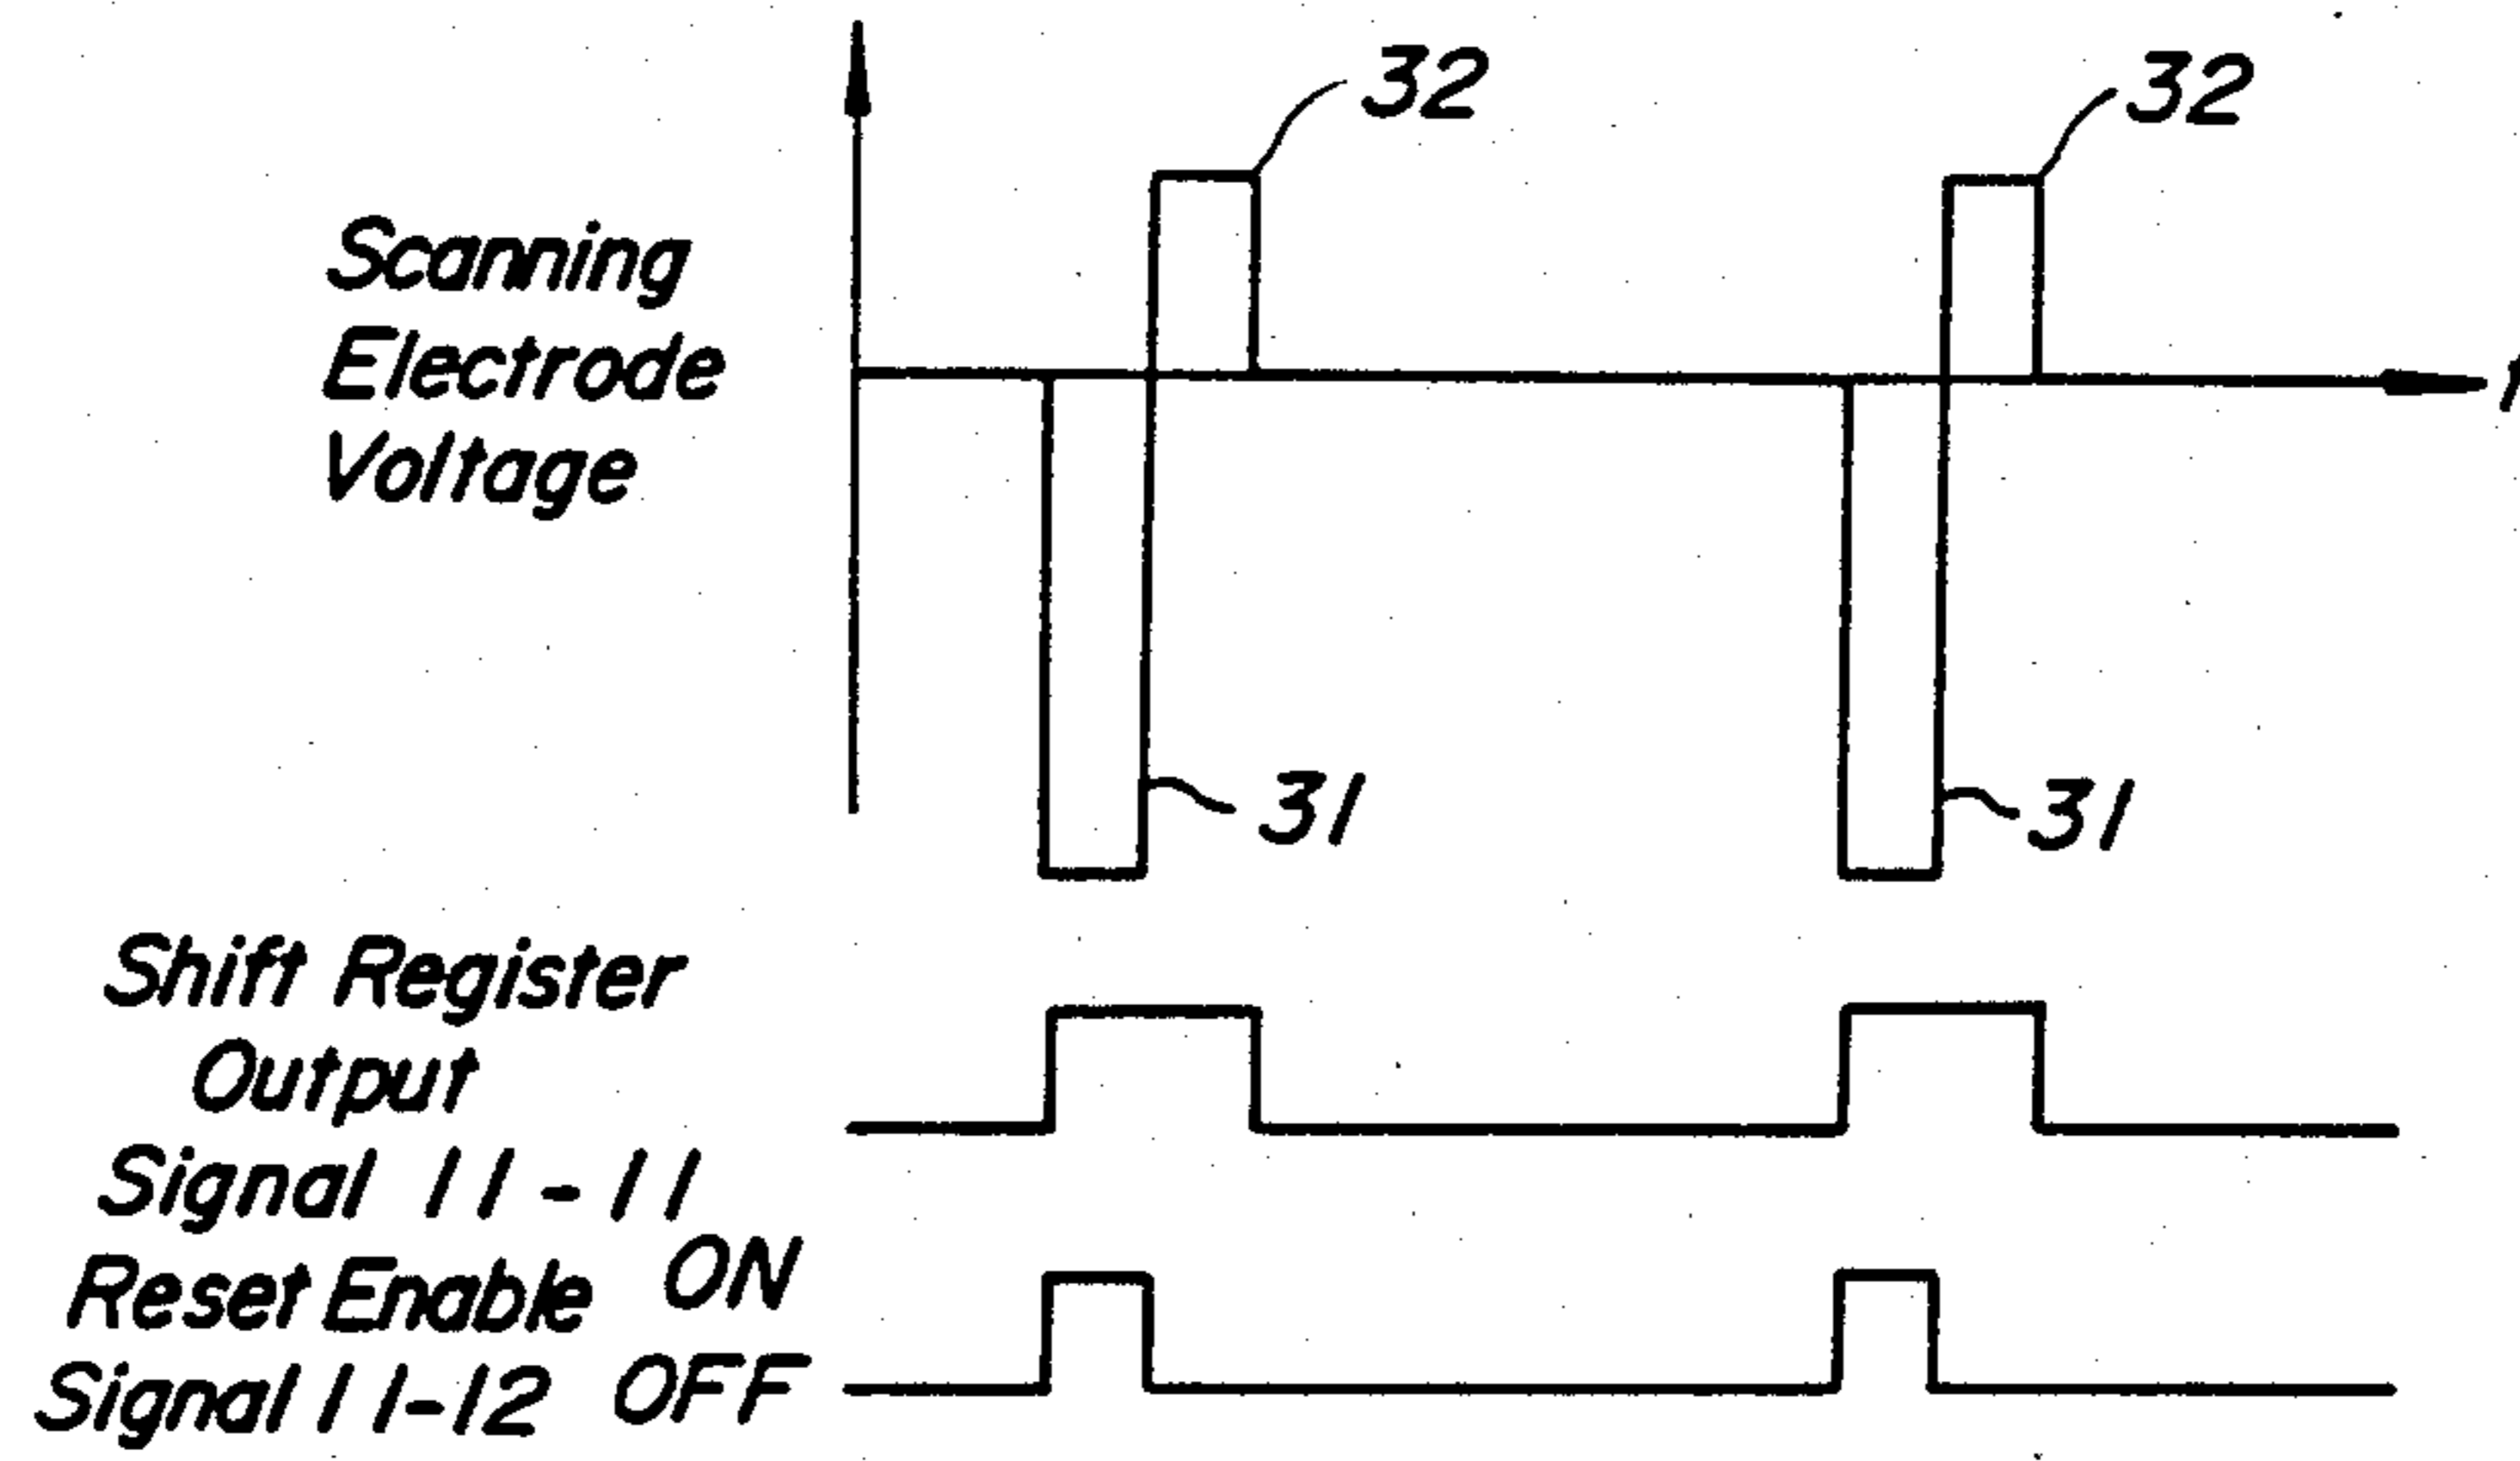 32
32
Scanning
Electrode
Voltage
t
31
31
Shift Register
Output
Signal 11-11
Reset Enable ON
Signal 11-12 OFF